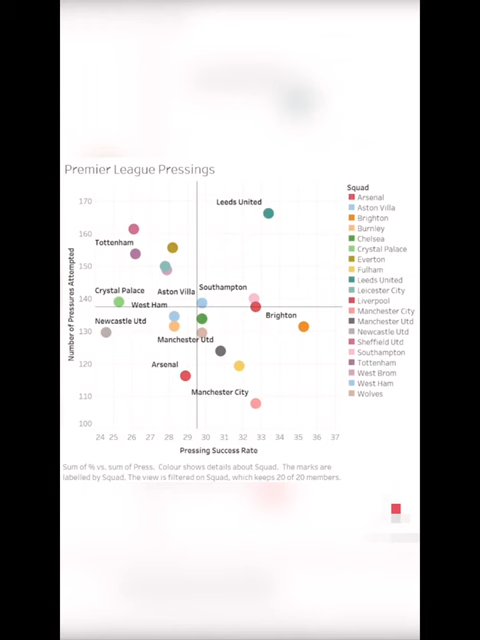 Premier League Pressings
Squad
Arsenal
Aston Villa
Brighton
Burnley
Chelsea
Crystal Palace
Everton
Fulham
Leeds United
Leicester City
Liverpool
Manchester City
Manchester Utd
Newcastle Utd
Sheffield Utd
Southampton
Tottenham
West Brom
West Ham
Wolves
Number of Pressures Attempted
170
160
150
140
130
120
110
100
Leeds United
Tottenham
Crystal Palace
Aston Villa
Southampton
West Ham
Brighton
Newcastle Utd
Manchester Utd
Arsenal
Manchester City
24 25 26 27 28 29 30 31 32 33 34 35 36 37
Pressing Success Rate
Sum of % vs. sum of Press. Colour shows details about Squad. The marks are
labelled by Squad. The view is filtered on Squad, which keeps 20 of 20 members.